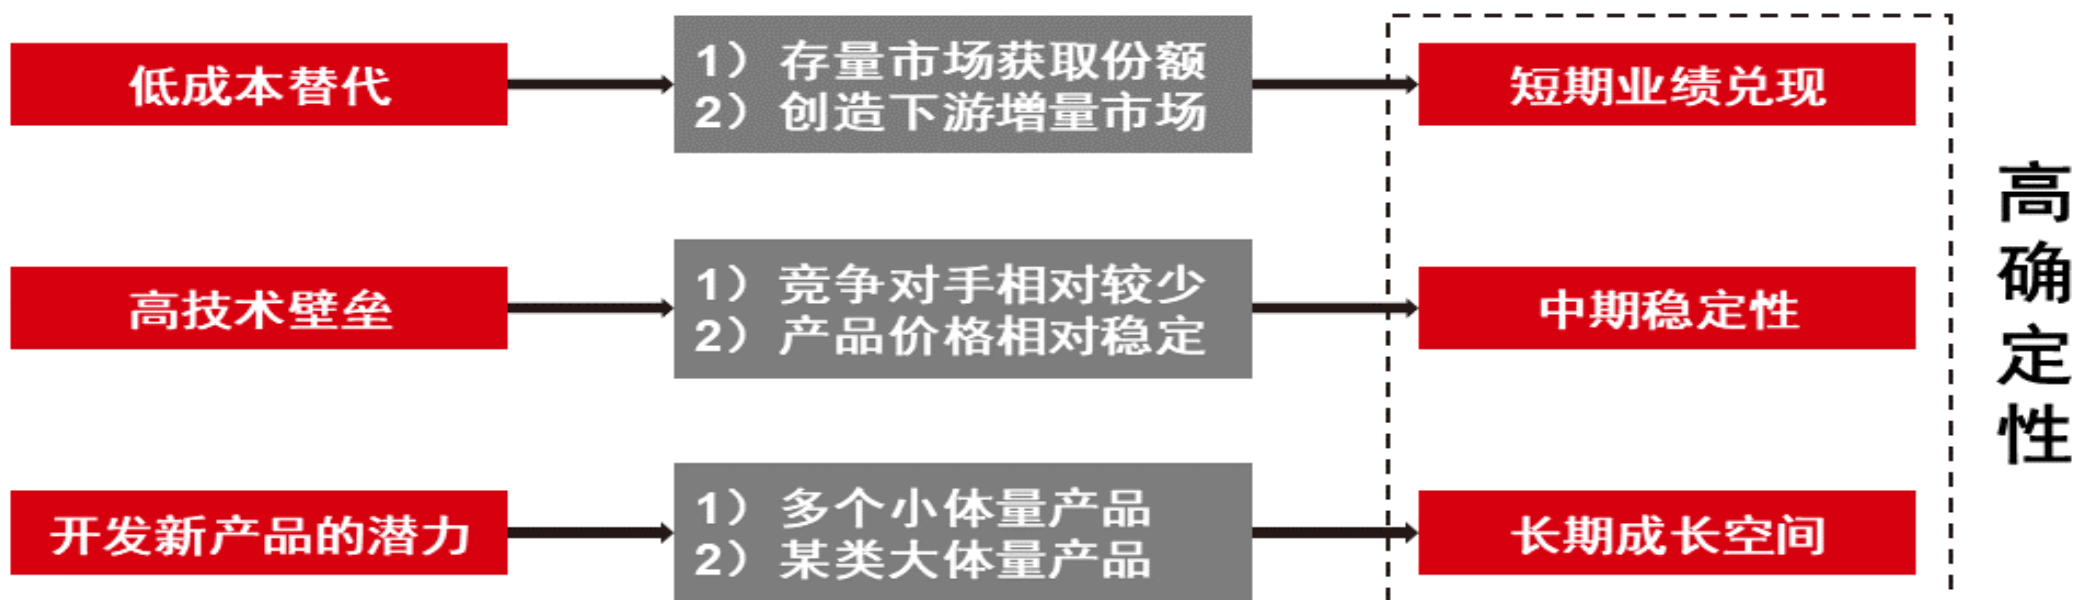 低成本替代
1）存量市场获取份额
2）创造下游增量市场
短期业绩兑现
高技术壁垒
1）竞争对手相对较少
2）产品价格相对稳定
中期稳定性
开发新产品的潜力
1）多个小体量产品
2）某类大体量产品
长期成长空间
高确定性